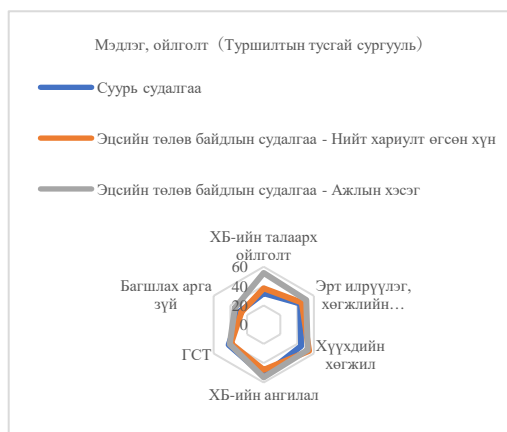 Мэдлэг, ойлголт (Туршилтын тусгай сургууль)
Суурь судалгаа
Эцсийн төлөв байдлын судалгаа - Нийт хариулт өгсөн хүн
Эцсийн төлөв байдлын судалгаа - Ажлын хэсэг
ХБ-ийн талаарх
ойлголт
Эрт илрүүлэг,
хөгжлийн…
Хүүхдийн
хөгжил
ХБ-ийн ангилал
ГСТ
Багшлах арга
зүй
60
40
20
0